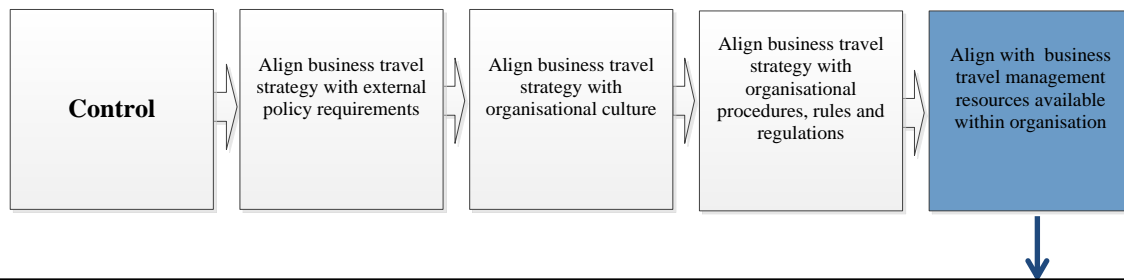 Control
Align business travel
strategy with external
policy requirements
Align business travel
strategy with
organisational culture
Align business travel
strategy with
organisational
procedures, rules and
regulations
Align with  business
travel management
resources available
within organisation